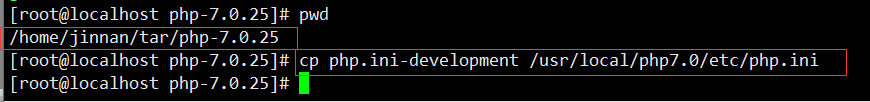 [root@localhost php-7.0.25]# pwd
/home/jinnan/tar/php-7.0.25
[root@localhost php-7.0.25]# cp php.ini-development /usr/local/php7.0/etc/php.ini
[root@localhost php-7.0.25]#